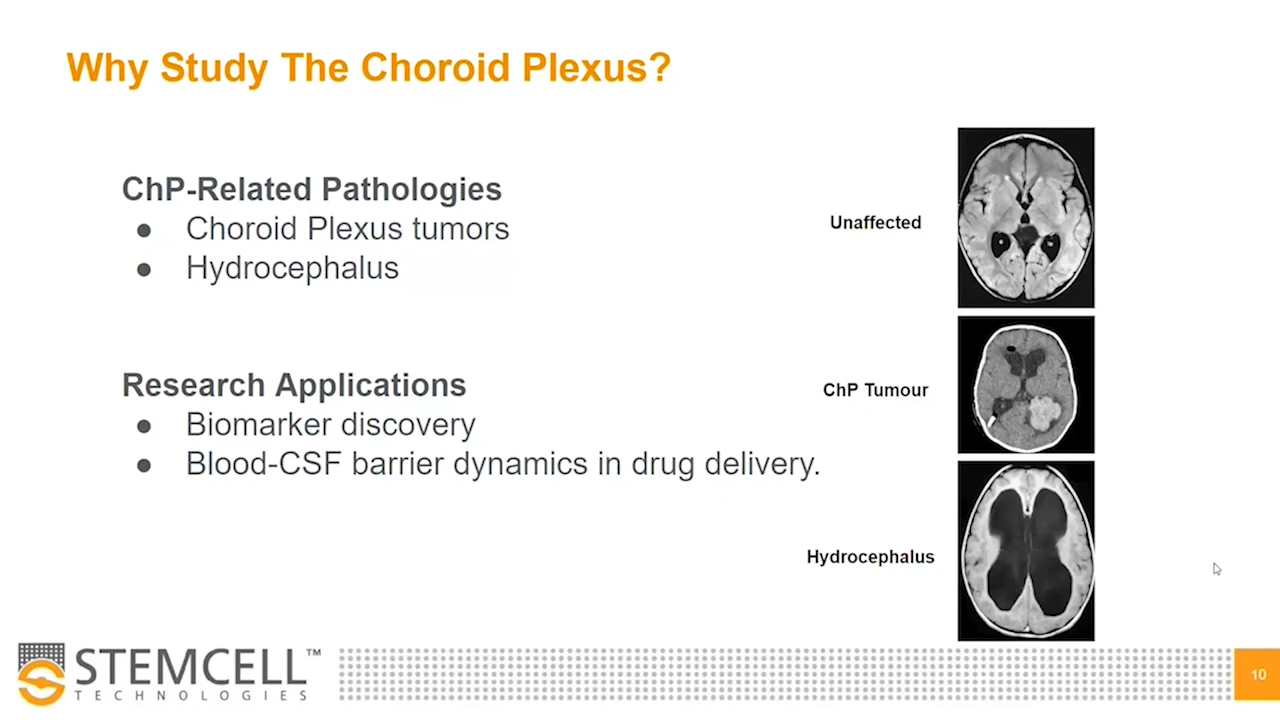 Why Study The Choroid Plexus?
ChP-Related Pathologies
● Choroid Plexus tumors
● Hydrocephalus
Research Applications
● Biomarker discovery
● Blood-CSF barrier dynamics in drug delivery.
Unaffected
ChP Tumour
Hydrocephalus
STEMCELL™
TECHNOLOGIES
10